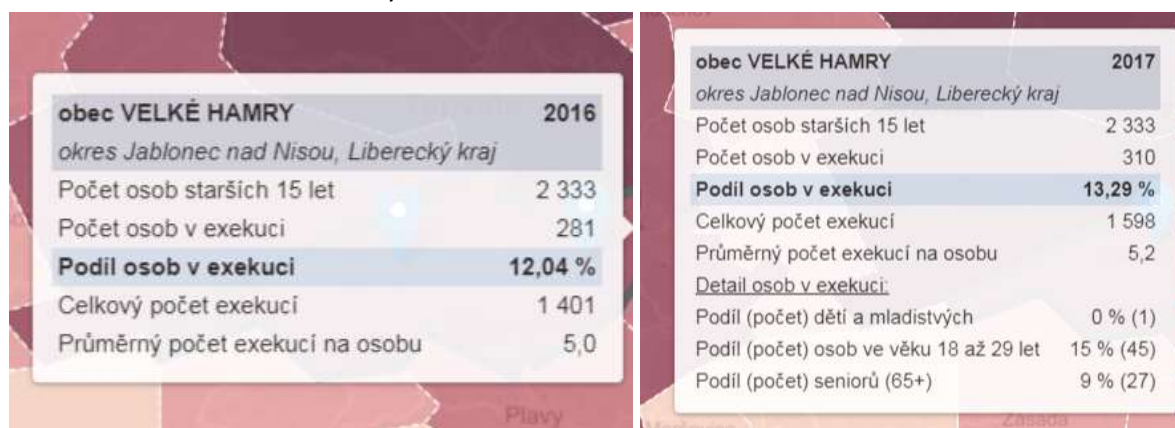 obec VELKÉ HAMRY 2016
okres Jablonec nad Nisou, Liberecký kraj
Počet osob starších 15 let 2 333
Počet osob v exekuci 281
Podíl osob v exekuci 12,04 %
Celkový počet exekucí 1 401
Průměrný počet exekucí na osobu 5,0
Plavy
obec VELKÉ HAMRY 2017
okres Jablonec nad Nisou, Liberecký kraj
Počet osob starších 15 let 2 333
Počet osob v exekuci 310
Podíl osob v exekuci 13,29 %
Celkový počet exekucí 1 598
Průměrný počet exekucí na osobu 5,2
Detail osob v exekuci:
Podíl (počet) dětí a mladistvých 0 % (1)
Podíl (počet) osob ve věku 18 až 29 let 15 % (45)
Podíl (počet) seniorů (65+) 9 % (27)
Zásada